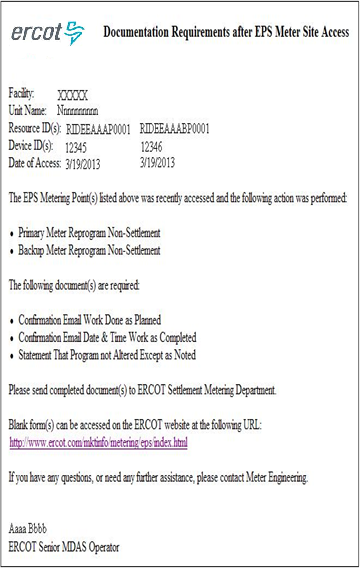 ercot Documentation Requirements after EPS Meter Site Access
Facility: XXXXX
Unit Name: Nnnnnnnnn
Resource ID(s): RIDEEAAAP0001 RIDEEAAABP0001
Device ID(s): 12345 12346
Date of Access: 3/19/2013 3/19/2013
The EPS Metering Point(s) listed above was recently accessed and the following action was performed:
• Primary Meter Reprogram Non-Settlement
• Backup Meter Reprogram Non-Settlement
The following document(s) are required:
• Confirmation Email Work Done as Planned
• Confirmation Email Date & Time Work as Completed
• Statement That Program not Altered Except as Noted
Please send completed document(s) to ERCOT Settlement Metering Department.
Blank form(s) can be accessed on the ERCOT website at the following URL:
http://www.ercot.com/mktinfo/metering/eps/index.html
If you have any questions, or need any further assistance, please contact Meter Engineering.
Aaaa Bbbb
ERCOT Senior MDAS Operator